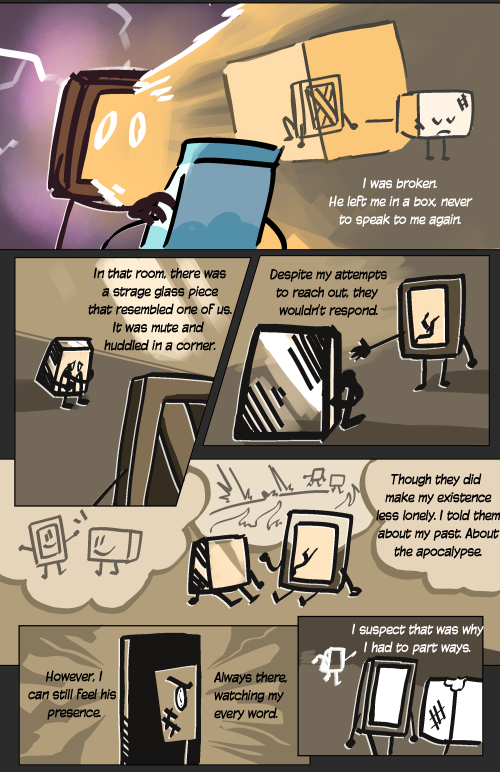 I was broken.
He left me in a box, never
to speak to me again.
In that room, there was
a strage glass piece
that resembled one of us.
It was mute and
huddled in a corner.
Despite my attempts
to reach out, they
wouldn't respond.
Though they did
make my existence
less lonely. I told them
about my past. About
the apocalypse.
I suspect that was why
I had to part ways.
However, I
can still feel his
presence.
Always there,
watching my
every word.